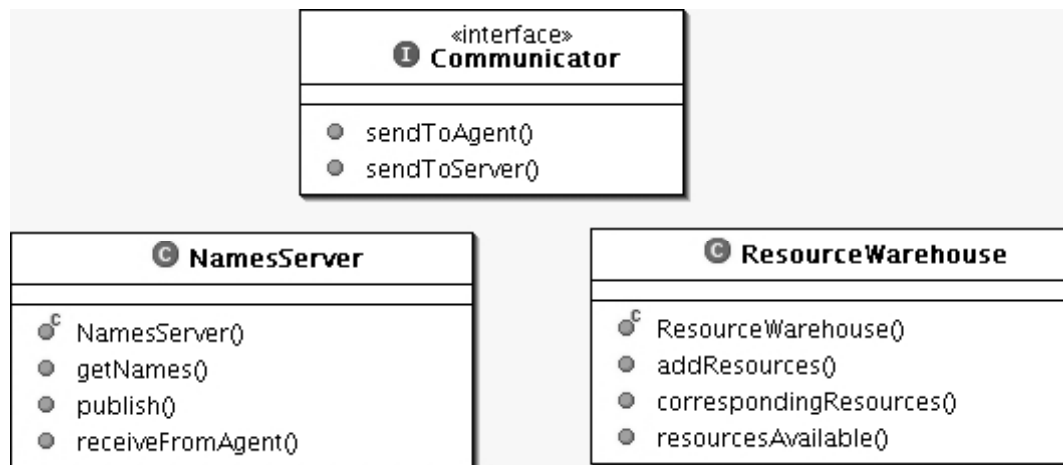 «interface»
I Communicator
sendToAgent()
sendToServer()
C NamesServer
C NamesServer()
getNames()
publish()
receiveFromAgent()
C ResourceWarehouse
C ResourceWarehouse()
addResources()
correspondingResources()
resourcesAvailable()